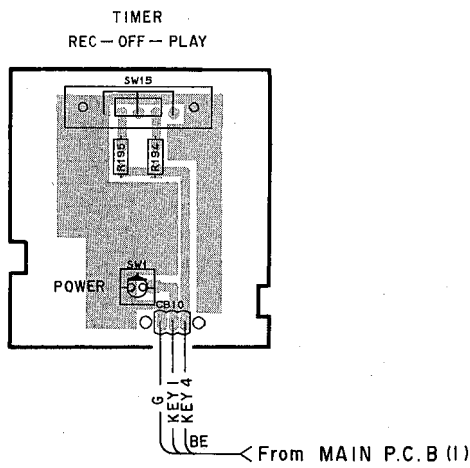 TIMER
REC—OFF—PLAY
SW15
R195
R194
SW1
POWER
CB10
G
KEY 1
KEY 4
BE
From MAIN P.C.B (1)